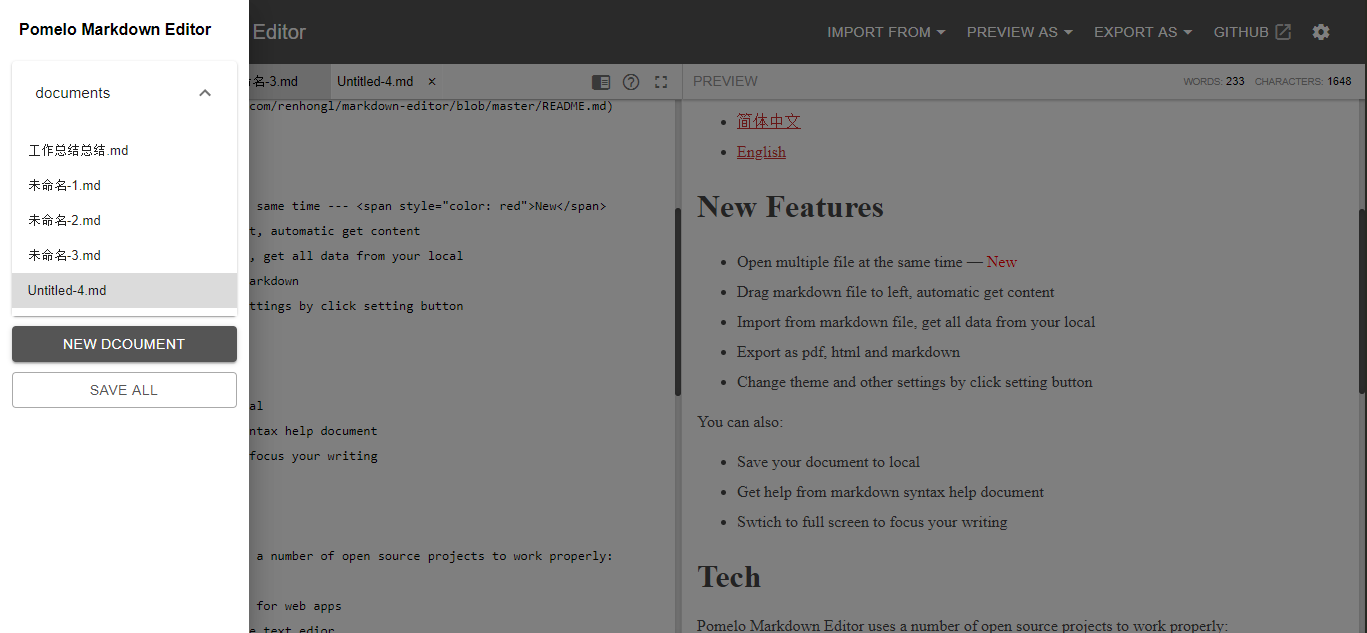 Pomelo Markdown Editor
documents
工作总结总结.md
未命名-1.md
未命名-2.md
未命名-3.md
Untitled-4.md
NEW DCOUMENT
SAVE ALL
Editor
IMPORT FROM PREVIEW AS EXPORT AS GITHUB
命名-3.md Untitled-4.md ×
com/renhongl/markdown-editor/blob/master/README.md)
same time --- <span style="color: red">New</span>
t, automatic get content
, get all data from your local
arkdown
ttings by click setting button
al
ntax help document
focus your writing
a number of open source projects to work properly:
for web apps
e text edior
PREVIEW WORDS: 233 CHARACTERS: 1648
简体中文
English
New Features
Open multiple file at the same time — New
Drag markdown file to left, automatic get content
Import from markdown file, get all data from your local
Export as pdf, html and markdown
Change theme and other settings by click setting button
You can also:
Save your document to local
Get help from markdown syntax help document
Swtich to full screen to focus your writing
Tech
Pomelo Markdown Editor uses a number of open source projects to work properly: